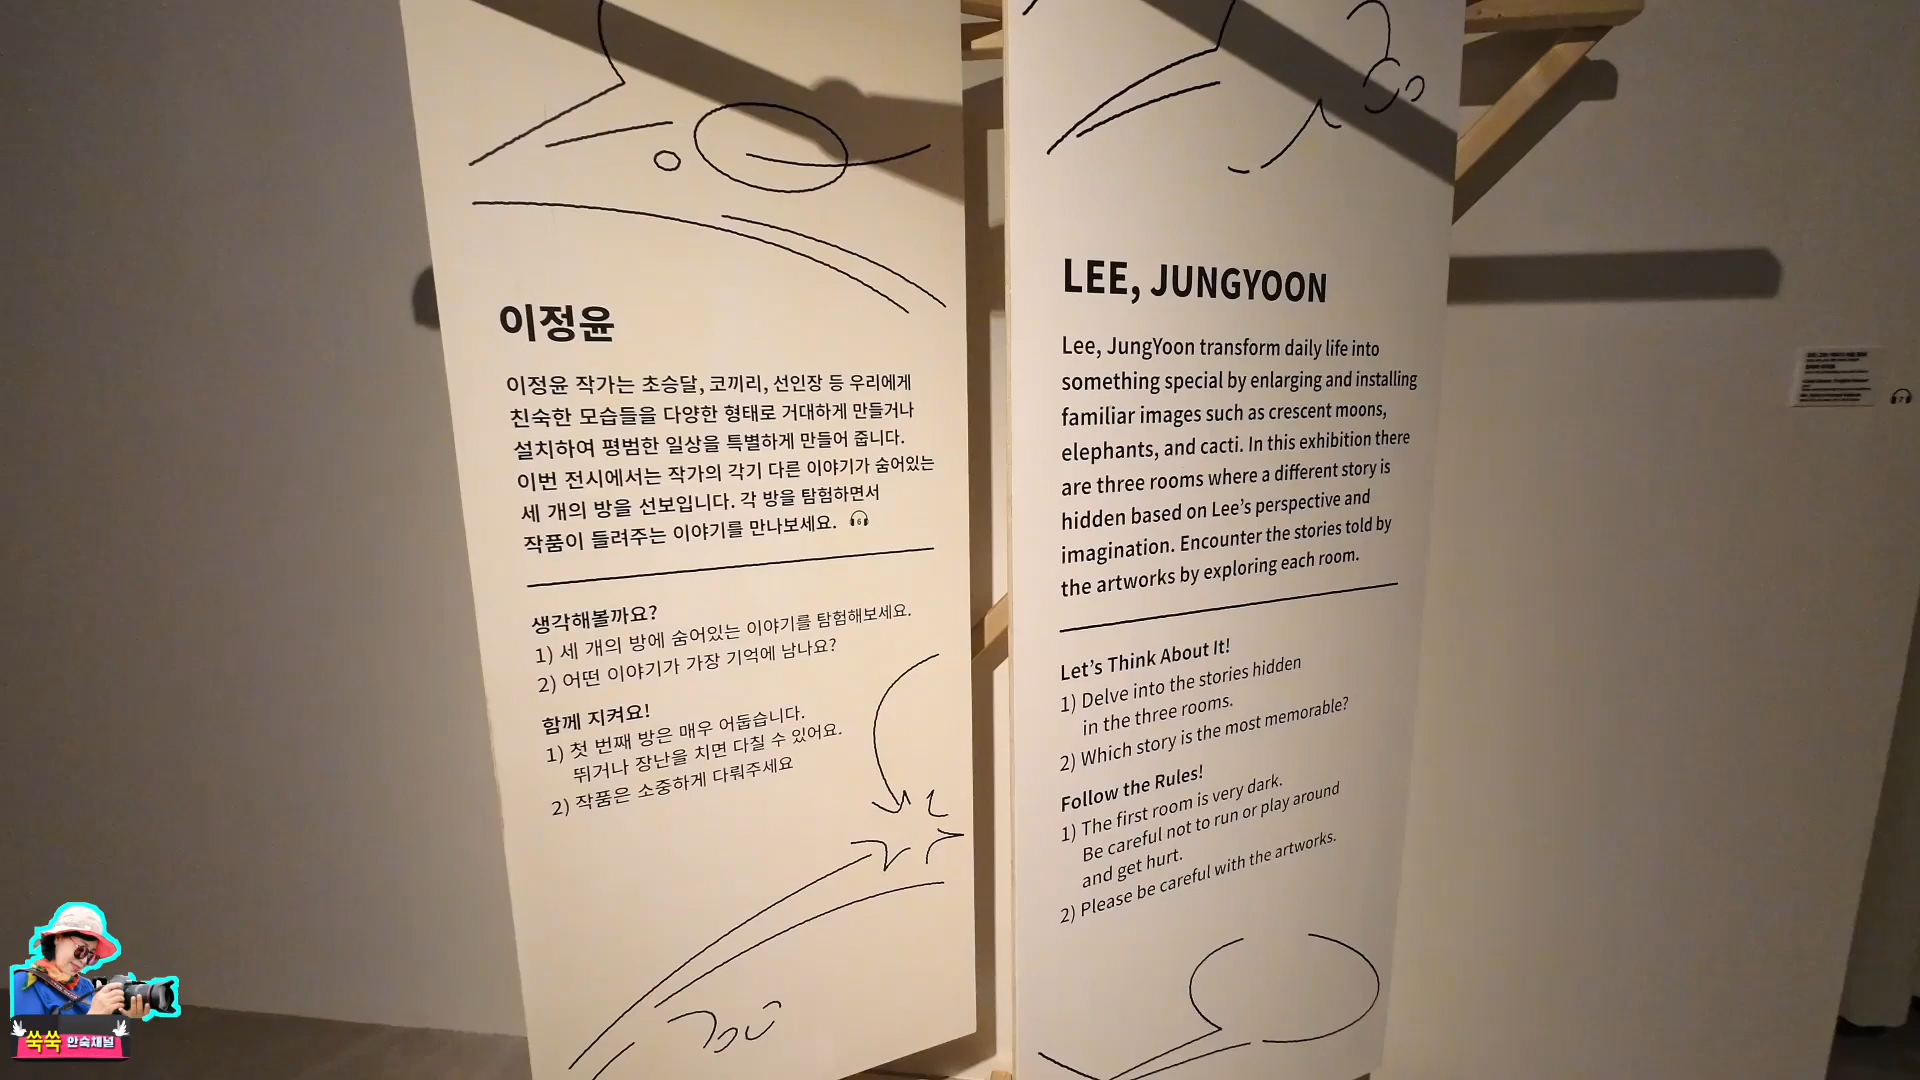 이정윤
이정윤 작가는 초승달, 코끼리, 선인장 등 우리에게
친숙한 모습들을 다양한 형태로 거대하게 만들거나
설치하여 평범한 일상을 특별하게 만들어 줍니다.
이번 전시에서는 작가의 각기 다른 이야기가 숨어있는
세 개의 방을 선보입니다. 각 방을 탐험하면서
작품이 들려주는 이야기를 만나보세요. 6
생각해볼까요?
1) 세 개의 방에 숨어있는 이야기를 탐험해보세요.
2) 어떤 이야기가 가장 기억에 남나요?
함께 지켜요!
1) 첫 번째 방은 매우 어둡습니다.
뛰거나 장난을 치면 다칠 수 있어요.
2) 작품은 소중하게 다뤄주세요
LEE, JUNGYOON
Lee, JungYoon transform daily life into
something special by enlarging and installing
familiar images such as crescent moons,
elephants, and cacti. In this exhibition there
are three rooms where a different story is
hidden based on Lee's perspective and
imagination. Encounter the stories told by
the artworks by exploring each room.
Let's Think About It!
1) Delve into the stories hidden
in the three rooms.
2) Which story is the most memorable?
Follow the Rules!
1) The first room is very dark.
Be careful not to run or play around
and get hurt.
2) Please be careful with the artworks.
7
쑥쑥 안숙채널